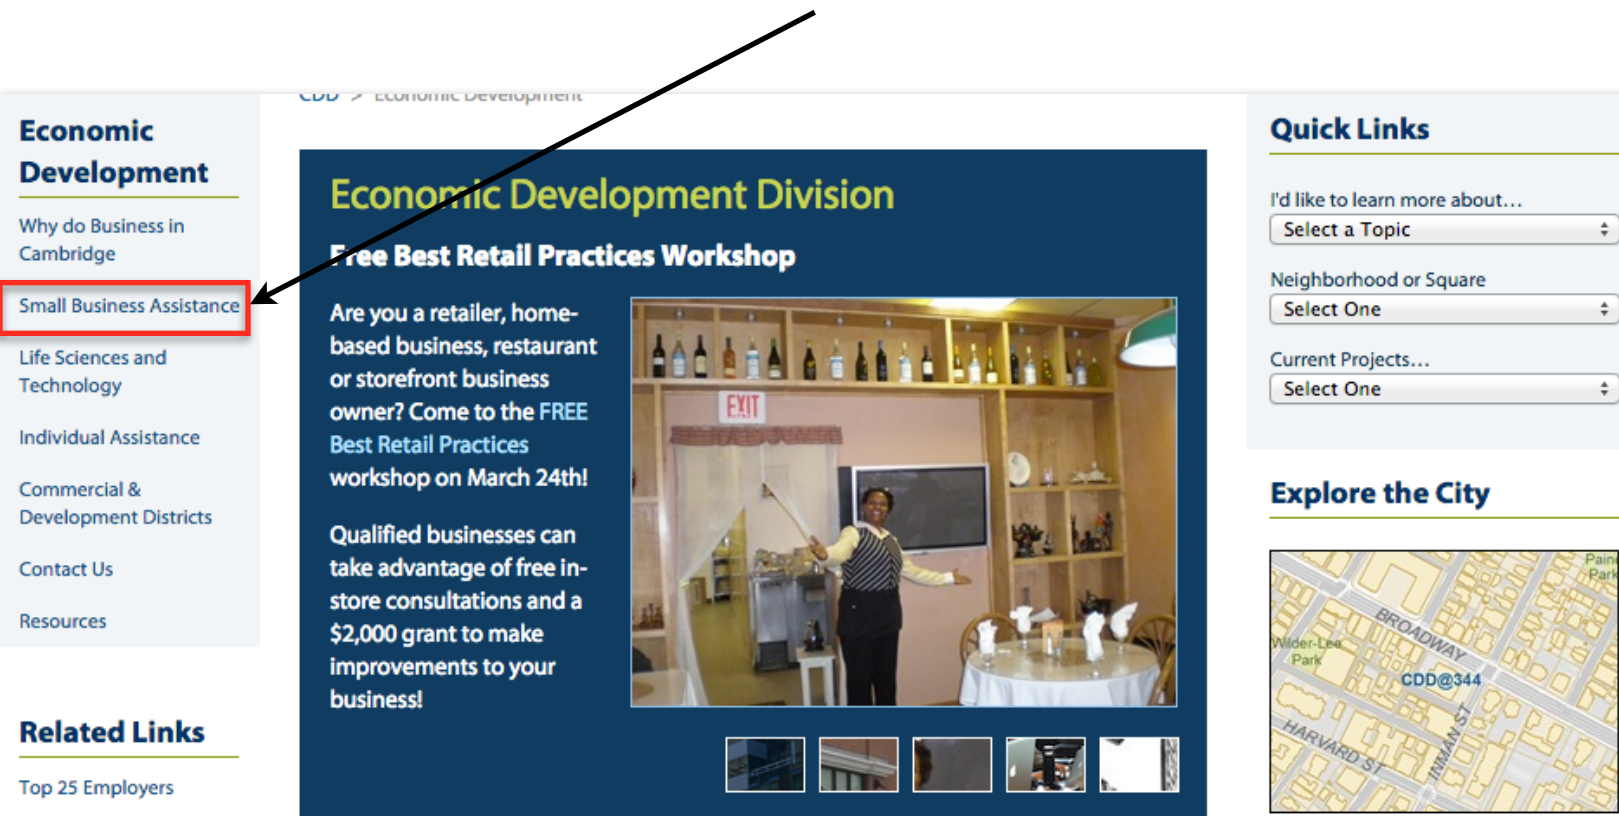 CDD > Economic Development
Economic
Development
Why do Business in
Cambridge
Small Business Assistance
Life Sciences and
Technology
Individual Assistance
Commercial &
Development Districts
Contact Us
Resources
Related Links
Top 25 Employers
Economic Development Division
Free Best Retail Practices Workshop
Are you a retailer, home-
based business, restaurant
or storefront business
owner? Come to the FREE
Best Retail Practices
workshop on March 24th!
Qualified businesses can
take advantage of free in-
store consultations and a
$2,000 grant to make
improvements to your
business!
EXIT
Quick Links
I'd like to learn more about...
Select a Topic
Neighborhood or Square
Select One
Current Projects...
Select One
Explore the City
Paine
Park
BROADWAY
Wilder-Lee
Park
CDD@344
HARVARD ST
INMAN ST